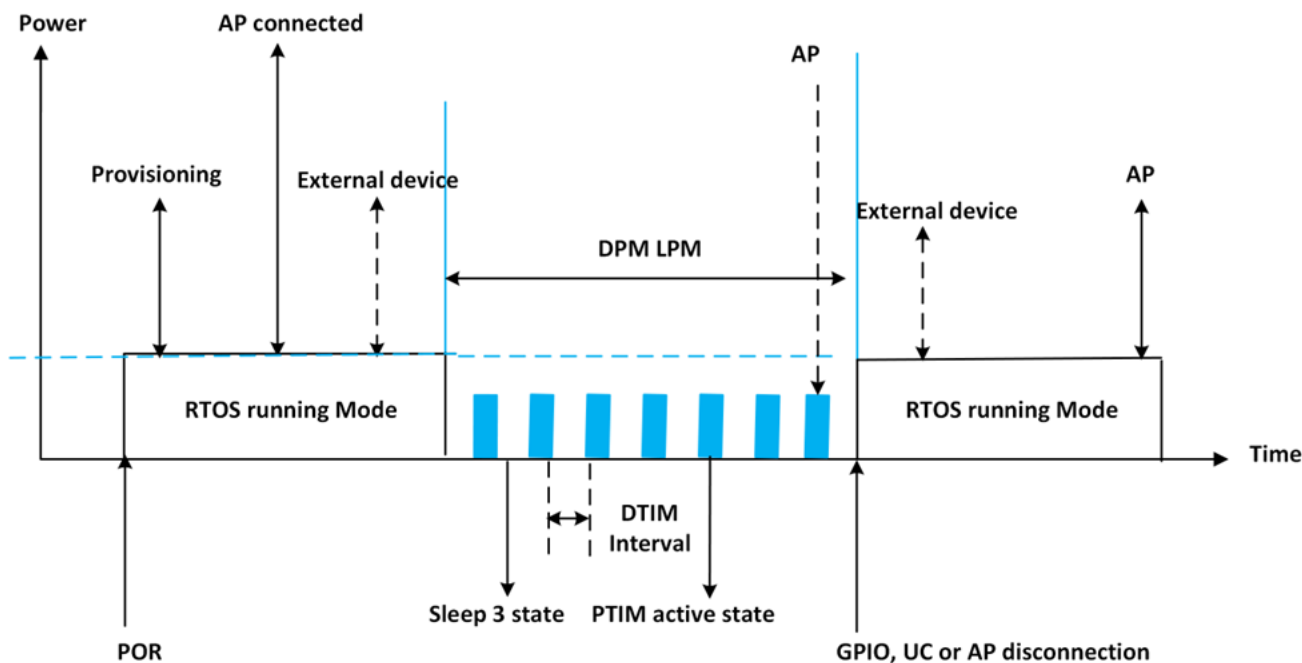 Power
AP connected
AP
Provisioning
External device
AP
External device
DPM LPM
RTOS running Mode
RTOS running Mode
Time
DTIM
Interval
Sleep 3 state
PTIM active state
POR
GPIO, UC or AP disconnection